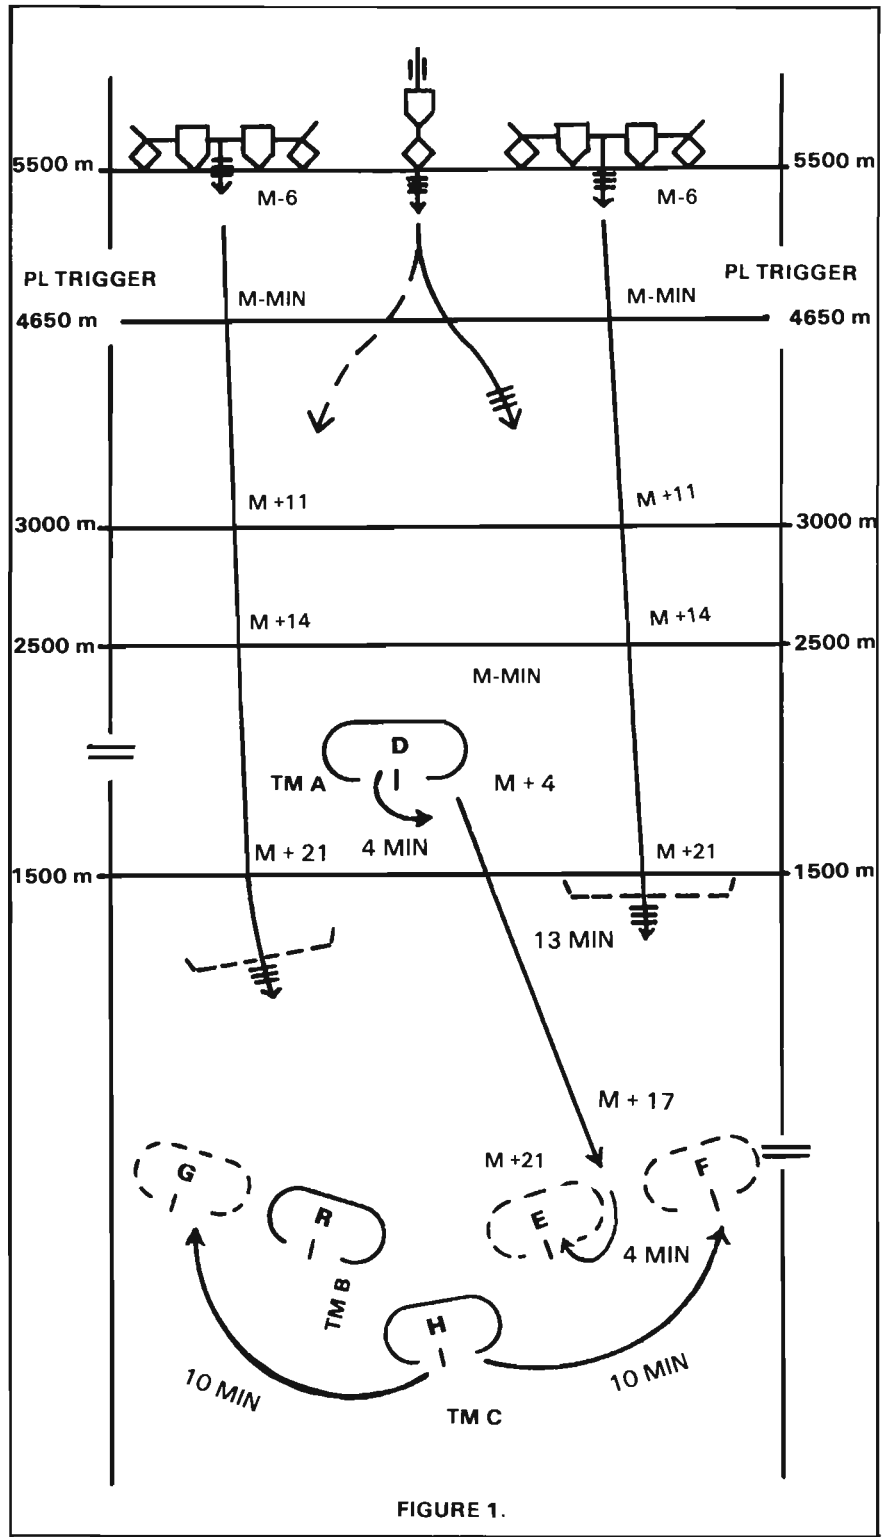 5500 m
5500 m
M-6
M-6
PL TRIGGER
PL TRIGGER
M-MIN
M-MIN
4650 m
4650 m
M +11
M +11
3000 m
3000 m
M +14
M +14
2500 m
2500 m
M-MIN
D
TM A
M + 4
4 MIN
M + 21
M +21
1500 m
1500 m
13 MIN
M + 17
M +21
G
F
R
E
4 MIN
TM B
H
10 MIN
10 MIN
TM C
FIGURE 1.